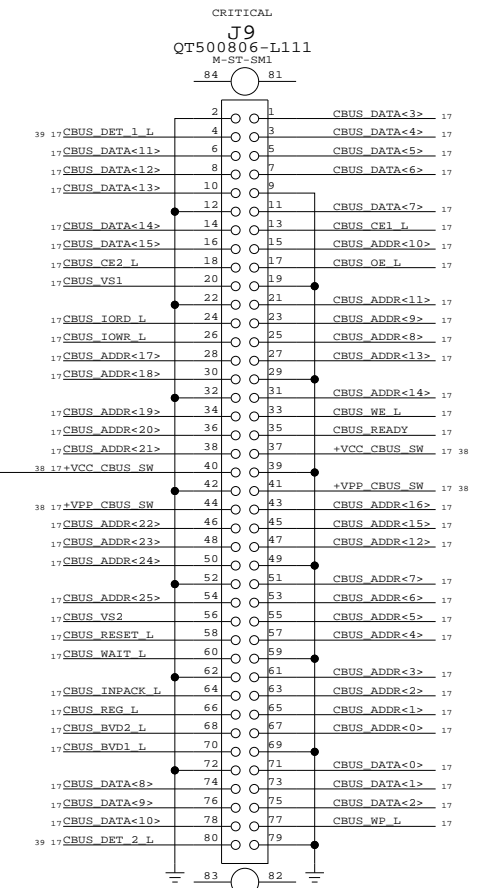 CRITICAL
J9
QT500806-L111
M-ST-SM1
84 81
2 1 CBUS_DATA<3> 17
39 17 CBUS_DET_1_L 4 3 CBUS_DATA<4> 17
17 CBUS_DATA<11> 6 5 CBUS_DATA<5> 17
17 CBUS_DATA<12> 8 7 CBUS_DATA<6> 17
17 CBUS_DATA<13> 10 9
12 11 CBUS_DATA<7> 17
17 CBUS_DATA<14> 14 13 CBUS_CE1_L 17
17 CBUS_DATA<15> 16 15 CBUS_ADDR<10> 17
17 CBUS_CE2_L 18 17 CBUS_OE_L 17
17 CBUS_VS1 20 19
22 21 CBUS_ADDR<11> 17
17 CBUS_IORD_L 24 23 CBUS_ADDR<9> 17
17 CBUS_IOWR_L 26 25 CBUS_ADDR<8> 17
17 CBUS_ADDR<17> 28 27 CBUS_ADDR<13> 17
17 CBUS_ADDR<18> 30 29
32 31 CBUS_ADDR<14> 17
17 CBUS_ADDR<19> 34 33 CBUS_WE_L 17
17 CBUS_ADDR<20> 36 35 CBUS_READY 17
17 CBUS_ADDR<21> 38 37 +VCC_CBUS_SW 17 38
38 17 +VCC_CBUS_SW 40 39
42 41 +VPP_CBUS_SW 17 38
38 17 +VPP_CBUS_SW 44 43 CBUS_ADDR<16> 17
17 CBUS_ADDR<22> 46 45 CBUS_ADDR<15> 17
17 CBUS_ADDR<23> 48 47 CBUS_ADDR<12> 17
17 CBUS_ADDR<24> 50 49
52 51 CBUS_ADDR<7> 17
17 CBUS_ADDR<25> 54 53 CBUS_ADDR<6> 17
17 CBUS_VS2 56 55 CBUS_ADDR<5> 17
17 CBUS_RESET_L 58 57 CBUS_ADDR<4> 17
17 CBUS_WAIT_L 60 59
62 61 CBUS_ADDR<3> 17
17 CBUS_INPACK_L 64 63 CBUS_ADDR<2> 17
17 CBUS_REG_L 66 65 CBUS_ADDR<1> 17
17 CBUS_BVD2_L 68 67 CBUS_ADDR<0> 17
17 CBUS_BVD1_L 70 69
72 71 CBUS_DATA<0> 17
17 CBUS_DATA<8> 74 73 CBUS_DATA<1> 17
17 CBUS_DATA<9> 76 75 CBUS_DATA<2> 17
17 CBUS_DATA<10> 78 77 CBUS_WP_L 17
39 17 CBUS_DET_2_L 80 79
83 82